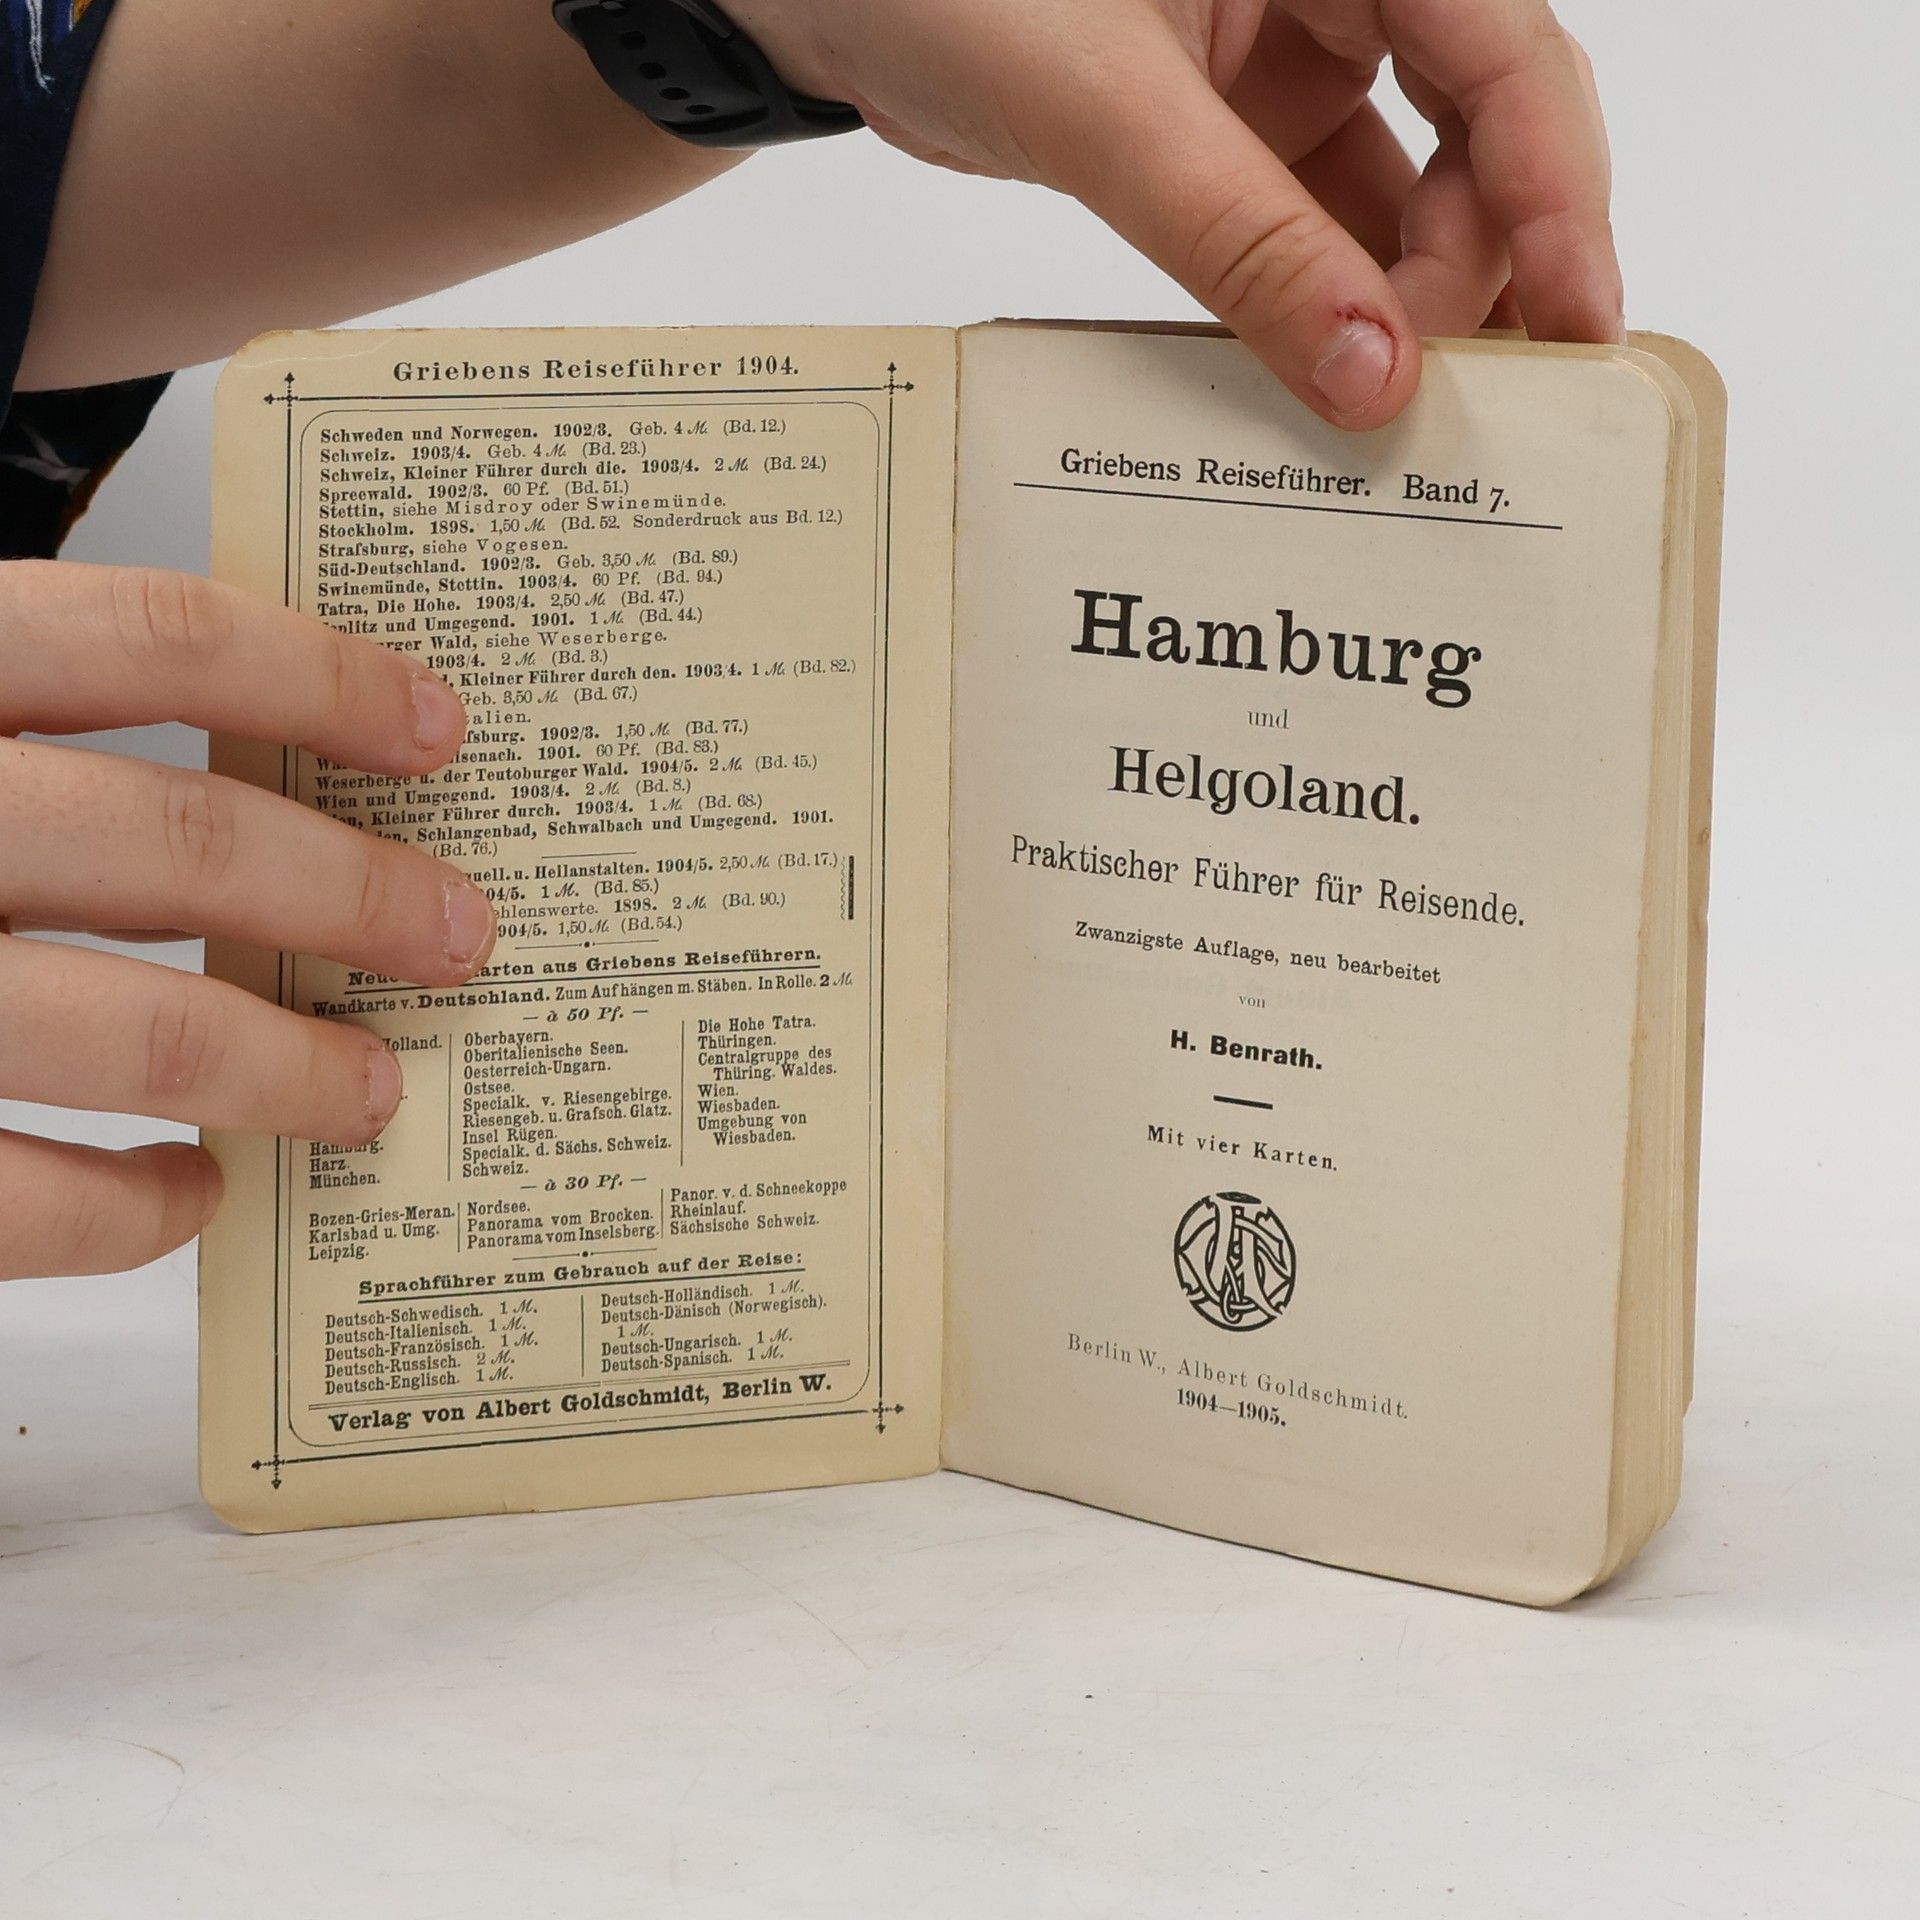 Griebens Reiseführer 1904.
Schweden und Norwegen. 1902/3. Geb. 4 M. (Bd. 12.)
Schweiz. 1903/4. Geb. 4 M. (Bd. 23.)
Schweiz, Kleiner Führer durch die. 1903/4. 2 M. (Bd. 24.)
Spreewald. 1902/3. 60 Pf. (Bd. 51.)
Stettin, siehe Misdroy oder Swinemünde.
Stockholm. 1898. 1,50 M. (Bd. 52. Sonderdruck aus Bd. 12.)
Straſsburg, siehe Vogesen.
Süd-Deutschland. 1902/3. Geb. 3,50 M. (Bd. 89.)
Swinemünde, Stettin. 1903/4. 60 Pf. (Bd. 94.)
Tatra, Die Hohe. 1903/4. 2,50 M. (Bd. 47.)
und Umgegend. 1901. 1 M. (Bd. 44.)
Wald, siehe Weserberge.
1903/4. 2 M. (Bd. 3.)
Kleiner Führer durch den. 1903/4. 1 M. (Bd. 82.)
Geb. 3,50 M. (Bd. 67.)
1902/3. 1,50 M. (Bd. 77.)
1901. 60 Pf. (Bd. 83.)
Weserberge u. der Teutoburger Wald. 1904/5. 2 M. (Bd. 45.)
Wien und Umgegend. 1903/4. 2 M. (Bd. 8.)
Kleiner Führer durch. 1903/4. 1 M. (Bd. 68.)
Schlangenbad, Schwalbach und Umgegend. 1901.
(Bd. 76.)
u. Heilanstalten. 1904/5. 2,50 M. (Bd. 17.)
1 M. (Bd. 85.)
1898. 2 M. (Bd. 90.)
1,50 M. (Bd. 54.)
aus Griebens Reiseführern.
Wandkarte v. Deutschland. Zum Aufhängen m. Stäben. In Rolle. 2 M.
— à 50 Pf. —
Holland.
Hamburg.
Harz.
München.
Oberbayern.
Oberitalienische Seen.
Oesterreich-Ungarn.
Ostsee.
Specialk. v. Riesengebirge.
Riesengeb. u. Grafsch. Glatz.
Insel Rügen.
Specialk. d. Sächs. Schweiz.
Schweiz.
Die Hohe Tatra.
Thüringen.
Centralgruppe des
Thüring. Waldes.
Wien.
Wiesbaden.
Umgebung von
Wiesbaden.
— à 30 Pf. —
Bozen-Gries-Meran.
Karlsbad u. Umg.
Leipzig.
Nordsee.
Panorama vom Brocken.
Panorama vom Inselsberg.
Panor. v. d. Schneekoppe
Rheinlauf.
Sächsische Schweiz.
Sprachführer zum Gebrauch auf der Reise:
Deutsch-Schwedisch. 1 M.
Deutsch-Italienisch. 1 M.
Deutsch-Französisch. 1 M.
Deutsch-Russisch. 2 M.
Deutsch-Englisch. 1 M.
Deutsch-Holländisch. 1 M.
Deutsch-Dänisch (Norwegisch).
1 M.
Deutsch-Ungarisch. 1 M.
Deutsch-Spanisch. 1 M.
Verlag von Albert Goldschmidt, Berlin W.
Griebens Reiseführer. Band 7.
Hamburg
und
Helgoland.
Praktischer Führer für Reisende.
Zwanzigste Auflage, neu bearbeitet
von
H. Benrath.
Mit vier Karten.
Berlin W., Albert Goldschmidt.
1904—1905.